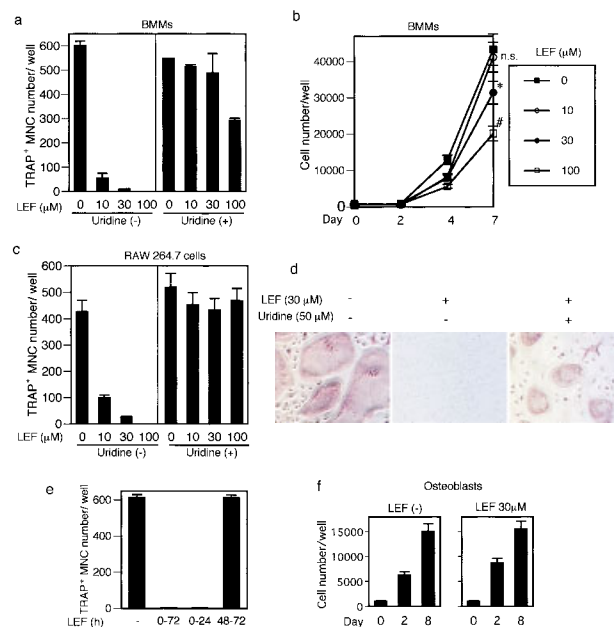 a
BMMs
TRAP⁺ MNC number/well
600
500
400
300
200
100
0
LEF (μM)
0 10 30 100 0 10 30 100
Uridine (-) Uridine (+)
b
BMMs
Cell number/well
40000
30000
20000
10000
0
Day 0 2 4 7
n.s.
*
#
LEF (μM)
0
10
30
100
c
RAW 264.7 cells
TRAP⁺ MNC number/well
600
500
400
300
200
100
0
LEF (μM)
0 10 30 100 0 10 30 100
Uridine (-) Uridine (+)
d
LEF (30 μM) - + +
Uridine (50 μM) - - +
e
TRAP⁺ MNC number/well
600
400
200
0
LEF (h) - 0-72 0-24 48-72
f
Osteoblasts
LEF (-) LEF 30μM
Cell number/well
15000
10000
5000
0
Day 0 2 8 0 2 8